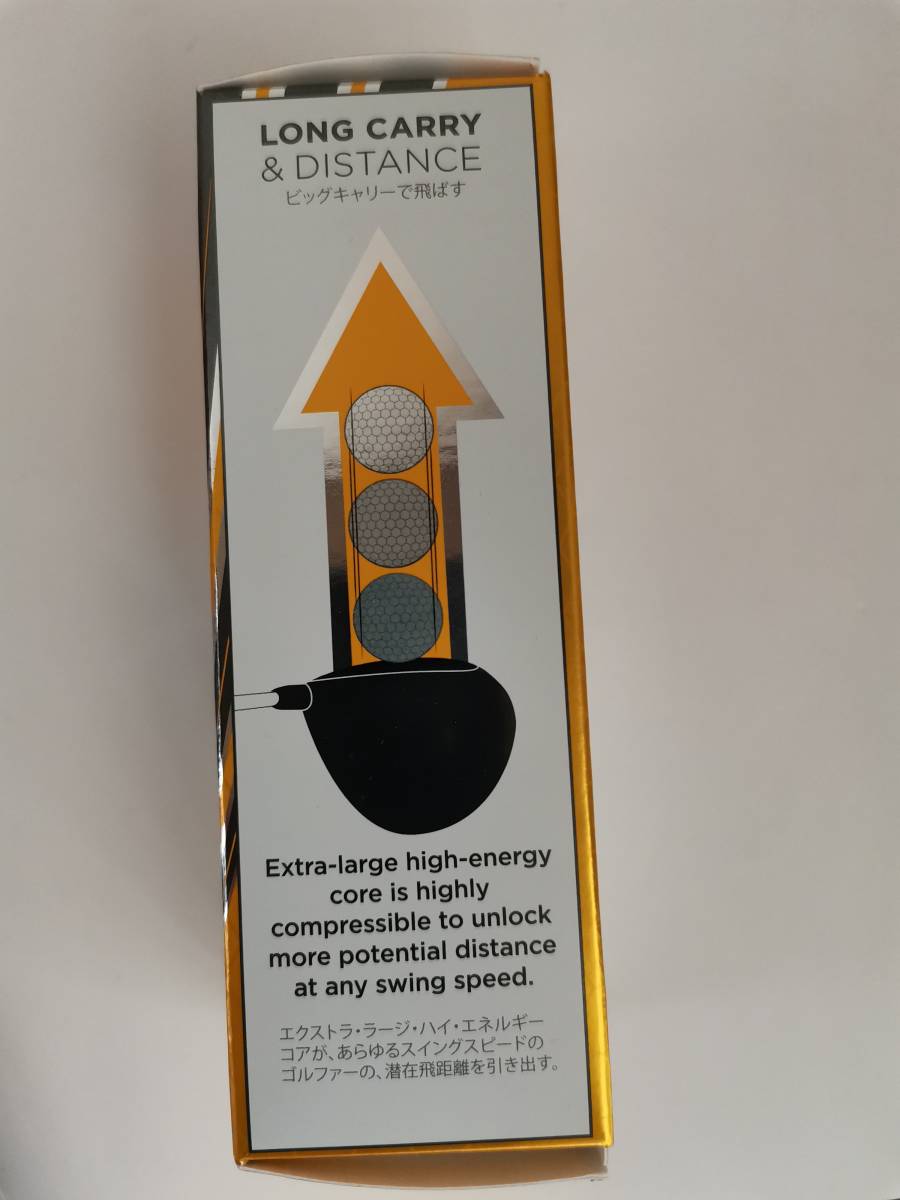 LONG CARRY
& DISTANCE
ビッグキャリーで飛ばす
Extra-large high-energy
core is highly
compressible to unlock
more potential distance
at any swing speed.
エクストラ・ラージ・ハイ・エネルギー
コアが、あらゆるスイングスピードの
ゴルファーの、潜在飛距離を引き出す。